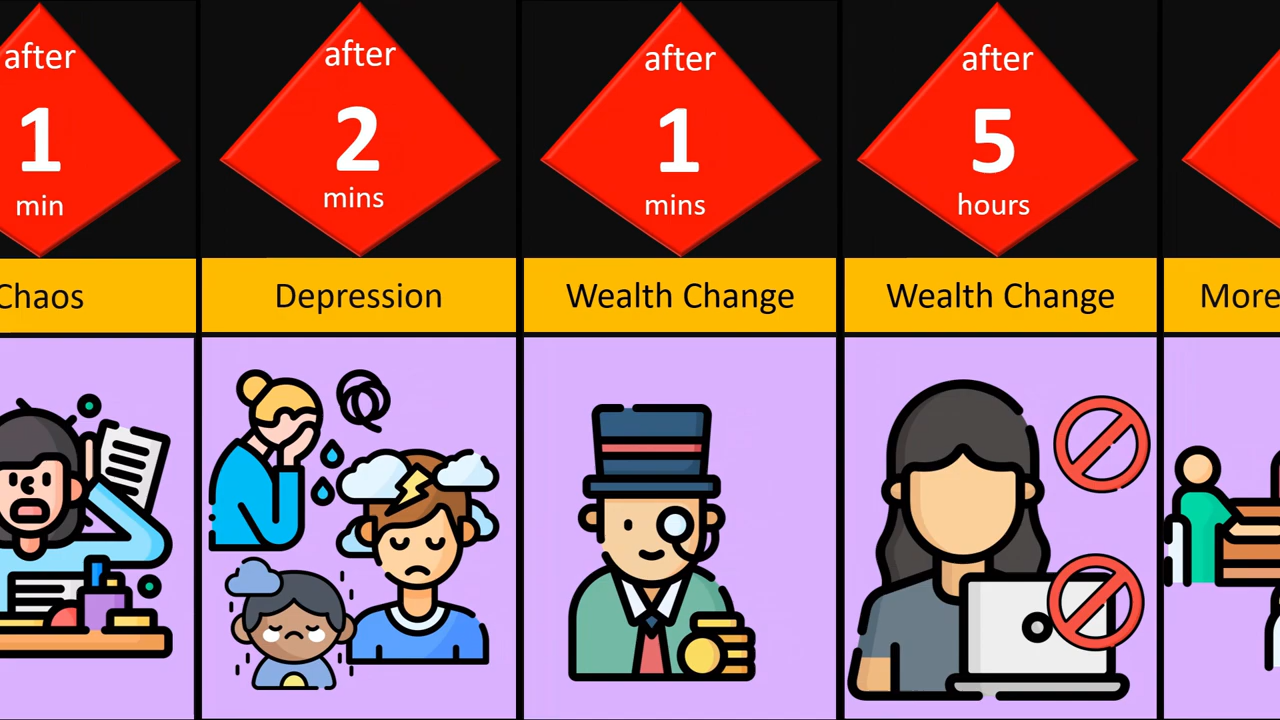 after
1
min
Chaos
after
2
mins
Depression
after
1
mins
Wealth Change
after
5
hours
Wealth Change
More